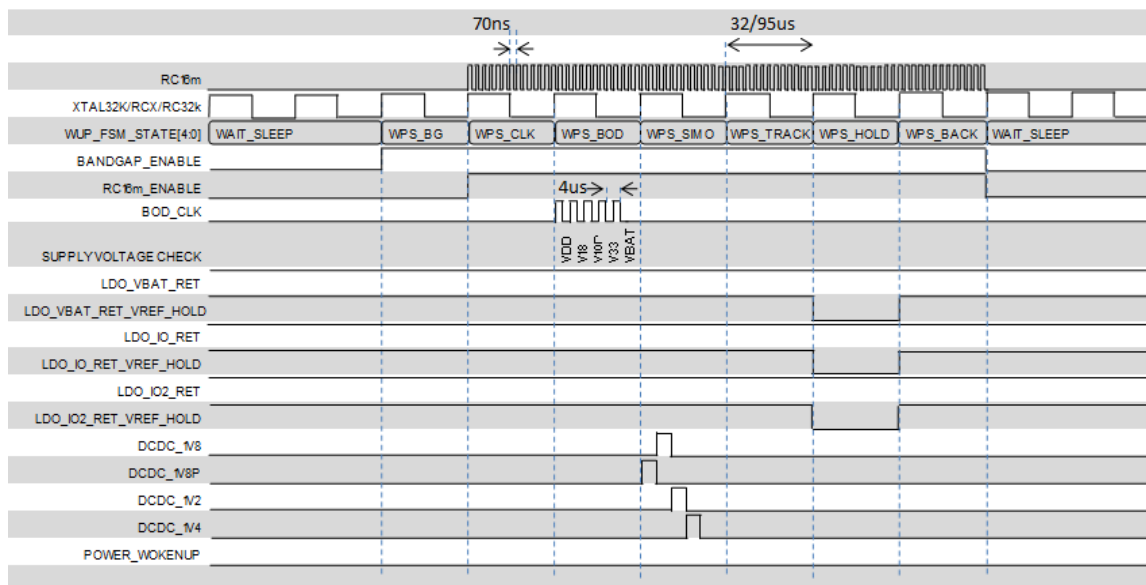 70ns
32/95us
RC16m
XTAL32K/RCX/RC32k
WUP_FSM_STATE[4:0] WAIT_SLEEP WPS_BG WPS_CLK WPS_BOD WPS_SIMO WPS_TRACK WPS_HOLD WPS_BACK WAIT_SLEEP
BANDGAP_ENABLE
RC16m_ENABLE
4us
BOD_CLK
VDD
V18
V33
VBAT
SUPPLY VOLTAGE CHECK
LDO_VBAT_RET
LDO_VBAT_RET_VREF_HOLD
LDO_IO_RET
LDO_IO_RET_VREF_HOLD
LDO_IO2_RET
LDO_IO2_RET_VREF_HOLD
DCDC_1V8
DCDC_1V8P
DCDC_1V2
DCDC_1V4
POWER_WOKENUP